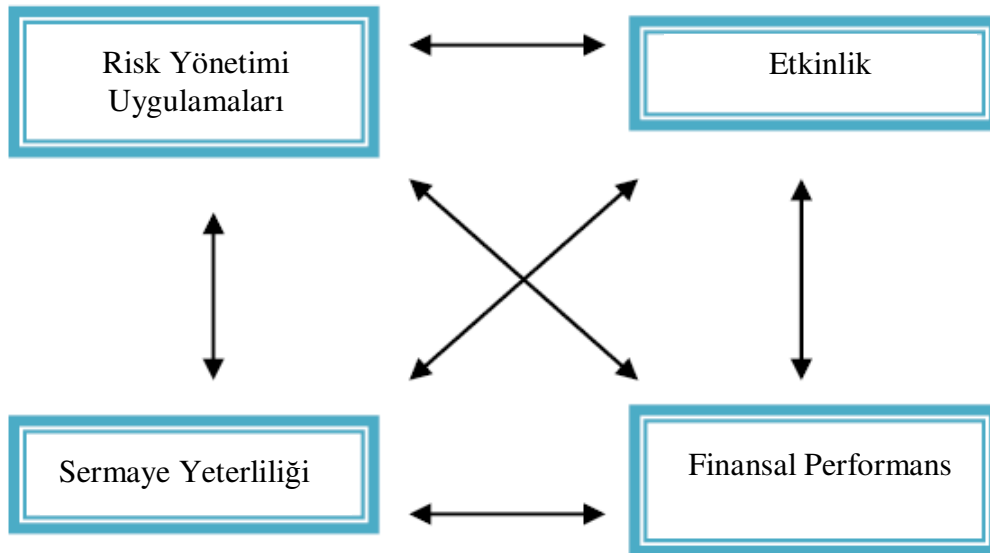 Risk Yönetimi
Uygulamaları
Etkinlik
Sermaye Yeterliliği
Finansal Performans